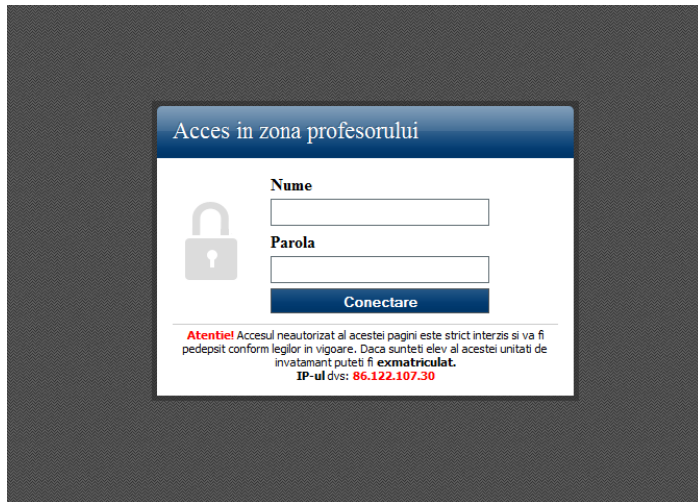 Acces in zona profesorului
Nume
Parola
Conectare
Atentie! Accesul neautorizat al acestei pagini este strict interzis si va fi
pedepsit conform legilor in vigoare. Daca sunteti elev al acestei unitati de
invatamant puteti fi exmatriculat.
IP-ul dvs: 86.122.107.30